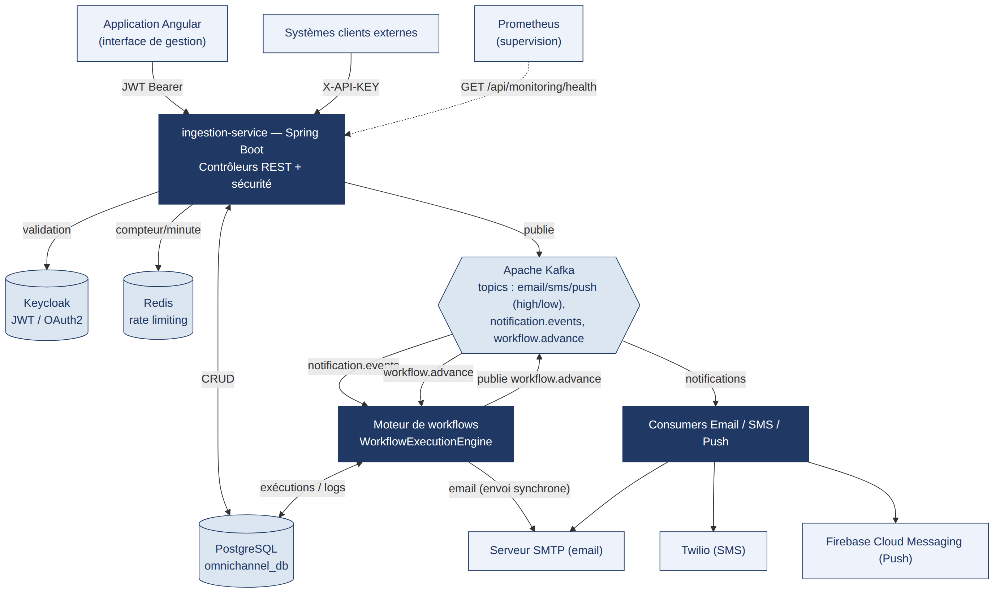 Application Angular
(interface de gestion)
Systèmes clients externes
Prometheus
(supervision)
JWT Bearer
X-API-KEY
GET /api/monitoring/health
ingestion-service — Spring
Boot
Contrôleurs REST +
sécurité
validation
compteur/minute
publie
Keycloak
JWT / OAuth2
Redis
rate limiting
Apache Kafka
topics : email/sms/push
(high/low),
notification.events,
workflow.advance
CRUD
notification.events
workflow.advance
publie workflow.advance
notifications
Moteur de workflows
WorkflowExecutionEngine
Consumers Email / SMS /
Push
exécutions / logs
email (envoi synchrone)
PostgreSQL
omnichannel_db
Serveur SMTP (email)
Twilio (SMS)
Firebase Cloud Messaging
(Push)